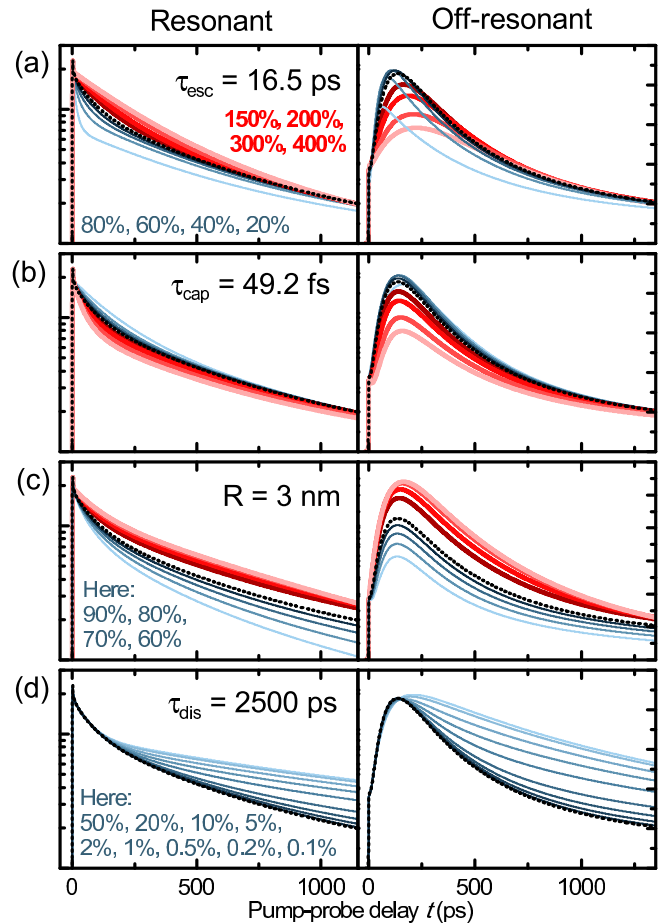 Resonant
Off-resonant
(a)
τesc = 16.5 ps
150%, 200%,
300%, 400%
80%, 60%, 40%, 20%
(b)
τcap = 49.2 fs
(c)
R = 3 nm
Here:
90%, 80%,
70%, 60%
(d)
τdis = 2500 ps
Here:
50%, 20%, 10%, 5%,
2%, 1%, 0.5%, 0.2%, 0.1%
0 500 1000 0 500 1000
Pump-probe delay t (ps)